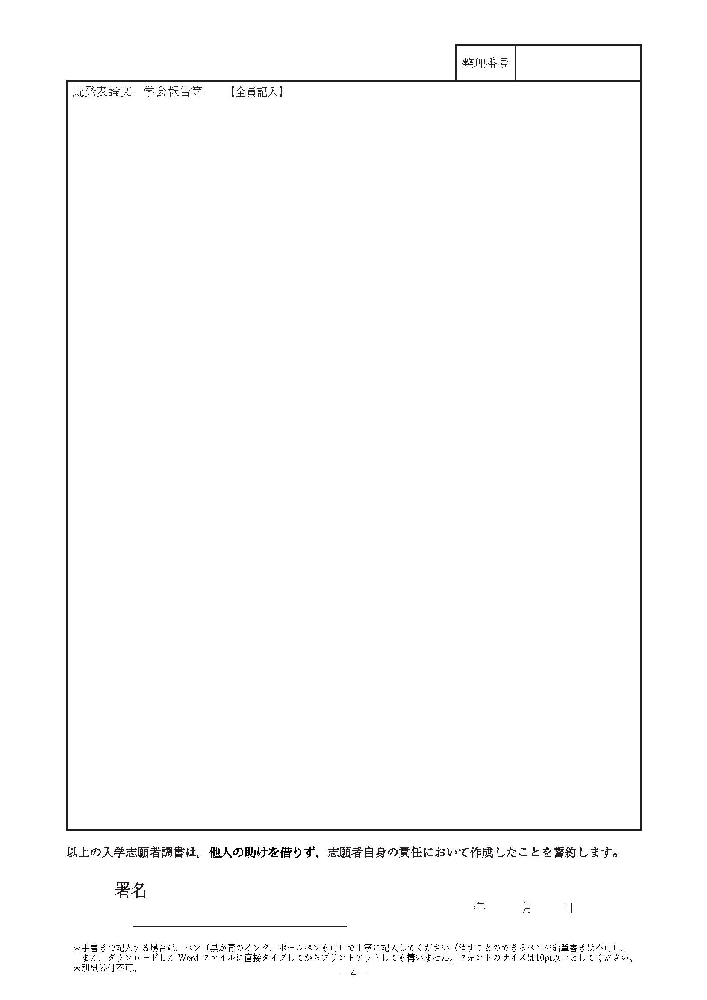 整理番号
既発表論文，学会報告等　　【全員記入】
以上の入学志願者調書は，他人の助けを借りず，志願者自身の責任において作成したことを誓約します。
署名
年　　　月　　　日
※手書きで記入する場合は，ペン（黒か青のインク，ボールペンも可）で丁寧に記入してください（消すことのできるペンや鉛筆書きは不可）。
また，ダウンロードした Word ファイルに直接タイプしてからプリントアウトしても構いません。フォントのサイズは10pt以上としてください。
※別紙添付不可。
―4―